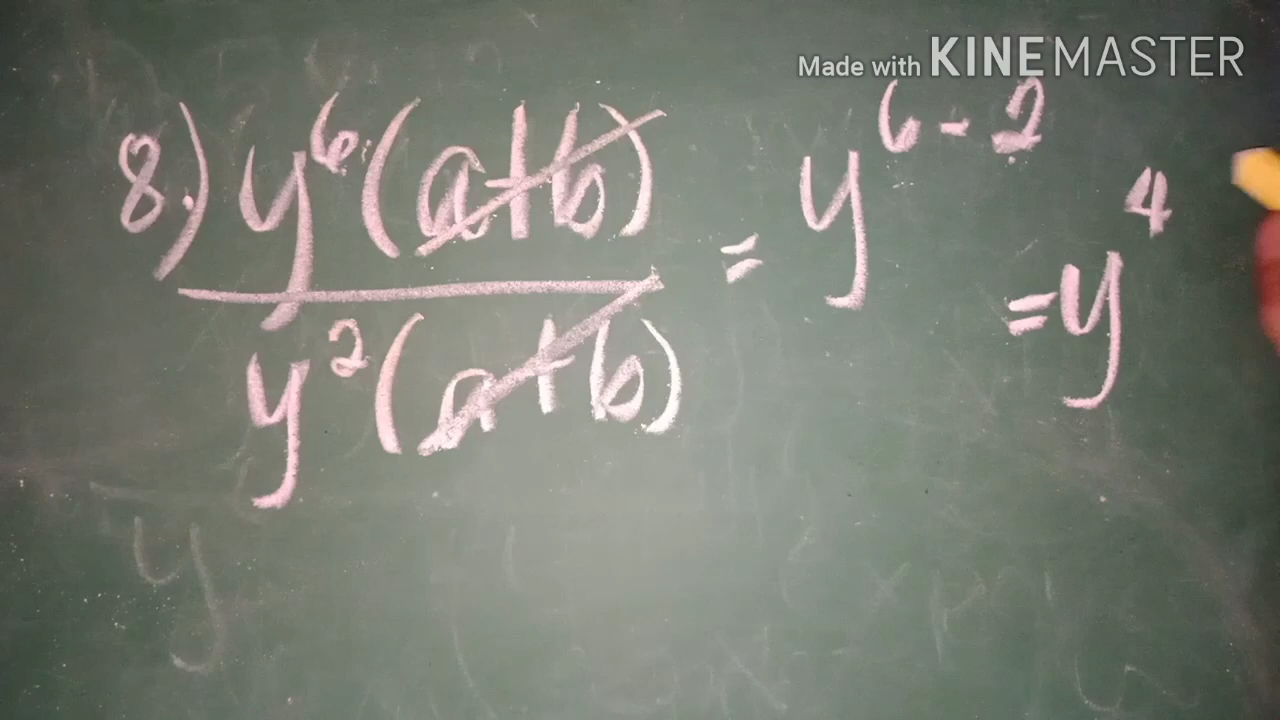 Made with KINEMASTER
8.) y⁶(a+b) = y⁶⁻²
= y⁴
y²(a+b)